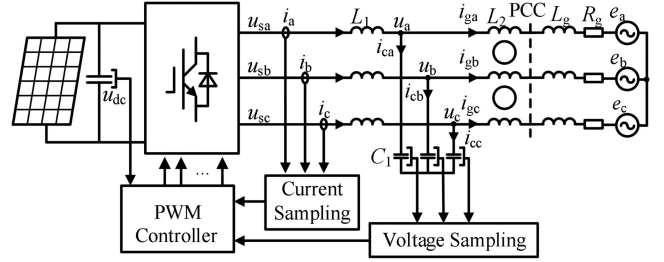 u_sa i_a L_1 u_a i_ga L_2 PCC L_g R_g e_a
i_ca
u_dc u_sb i_b u_b i_gb e_b
i_cb
u_sc i_c u_c i_gc e_c
i_cc
C_1
...
Current
Sampling
PWM
Controller
Voltage Sampling